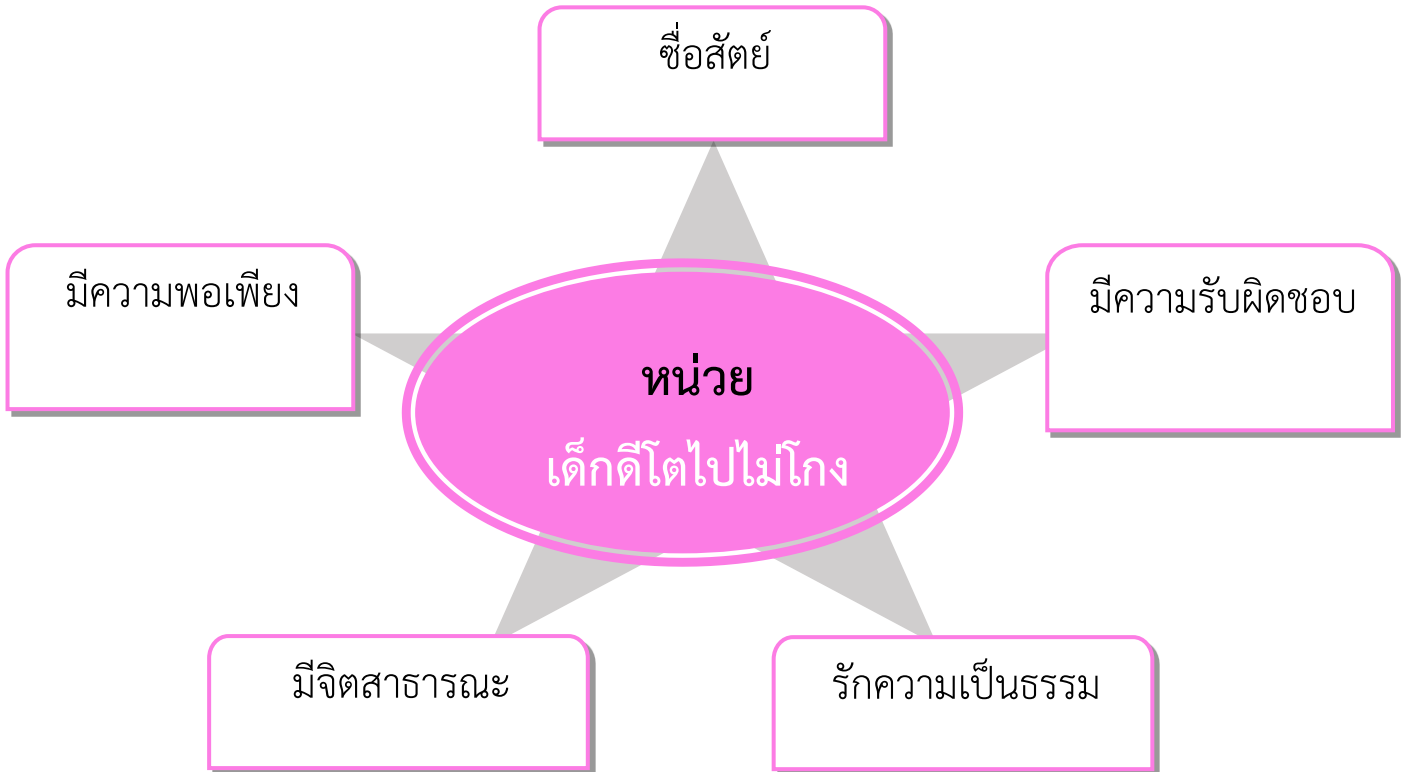 ซื่อสัตย์
มีความพอเพียง
มีความรับผิดชอบ
หน่วย
เด็กดีโตไปไม่โกง
มีจิตสาธารณะ
รักความเป็นธรรม